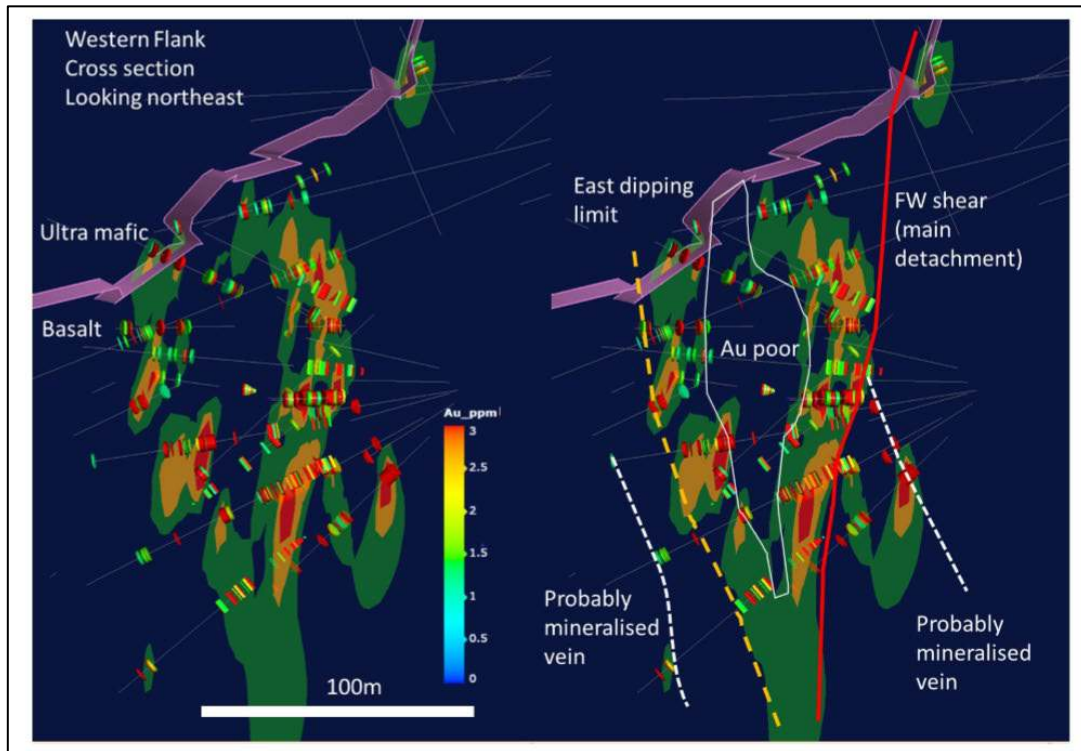 Western Flank
Cross section
Looking northeast
Ultra mafic
Basalt
Au_ppm
3
2.5
2
1.5
1
0.5
0
100m
East dipping
limit
FW shear
(main
detachment)
Au poor
Probably
mineralised
vein
Probably
mineralised
vein